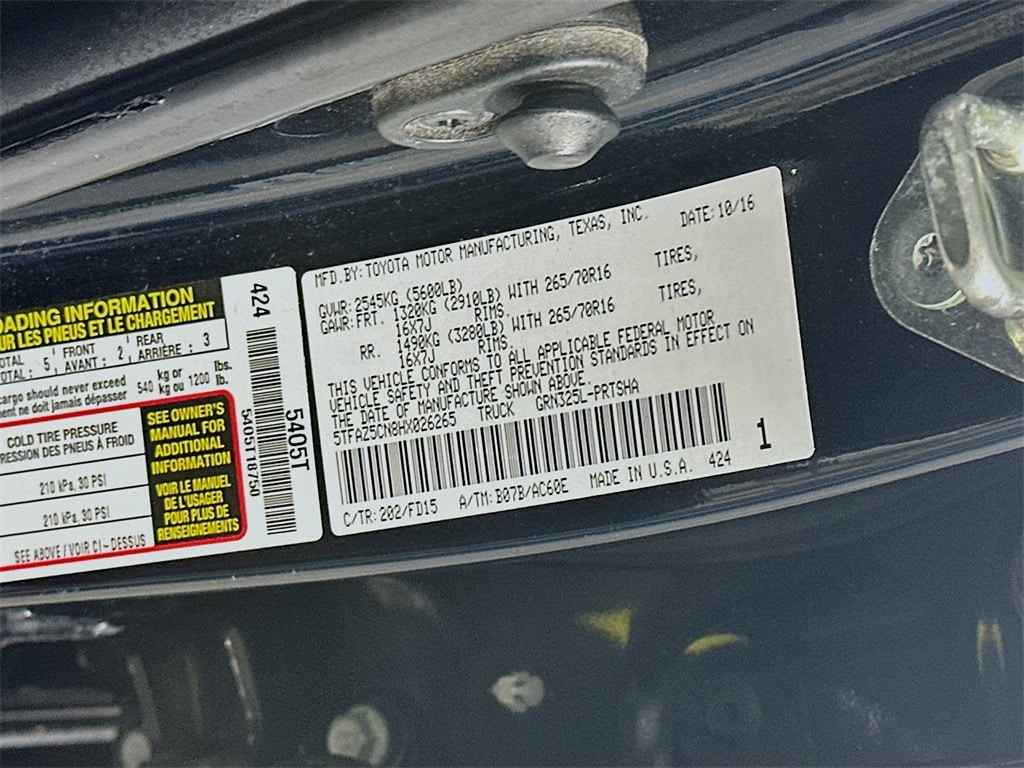 OADING INFORMATION
UR LES PNEUS ET LE CHARGEMENT
OTAL : 5, FRONT : 2, REAR : 3
OTAL : 5, AVANT : 2, ARRIÈRE : 3
cargo should never exceed 540 kg or 1200 lbs.
ment ne doit jamais dépasser 540 kg ou 1200 lb.
COLD TIRE PRESSURE
RESSION DES PNEUS À FROID
210 kPa, 30 PSI
210 kPa, 30 PSI
SEE ABOVE / VOIR CI-DESSUS
SEE OWNER'S
MANUAL FOR
ADDITIONAL
INFORMATION
VOIR LE MANUEL
DE L'USAGER
POUR PLUS DE
RENSEIGNEMENTS
424
5405T18750
5405T
MFD.BY:TOYOTA MOTOR MANUFACTURING, TEXAS, INC. DATE:10/16
GVWR:2545KG (5600LB)
GAWR:FRT. 1320KG (2910LB) WITH 265/70R16 TIRES,
16X7J RIMS.
RR. 1490KG (3280LB) WITH 265/70R16 TIRES,
16X7J RIMS.
THIS VEHICLE CONFORMS TO ALL APPLICABLE FEDERAL MOTOR
VEHICLE SAFETY AND THEFT PREVENTION STANDARDS IN EFFECT ON
THE DATE OF MANUFACTURE SHOWN ABOVE.
5TFAZ5CN8HX026265 TRUCK GRN325L-PRTSHA
C/TR:202/FD15 A/TM:B07B/AC60E MADE IN U.S.A. 424
1